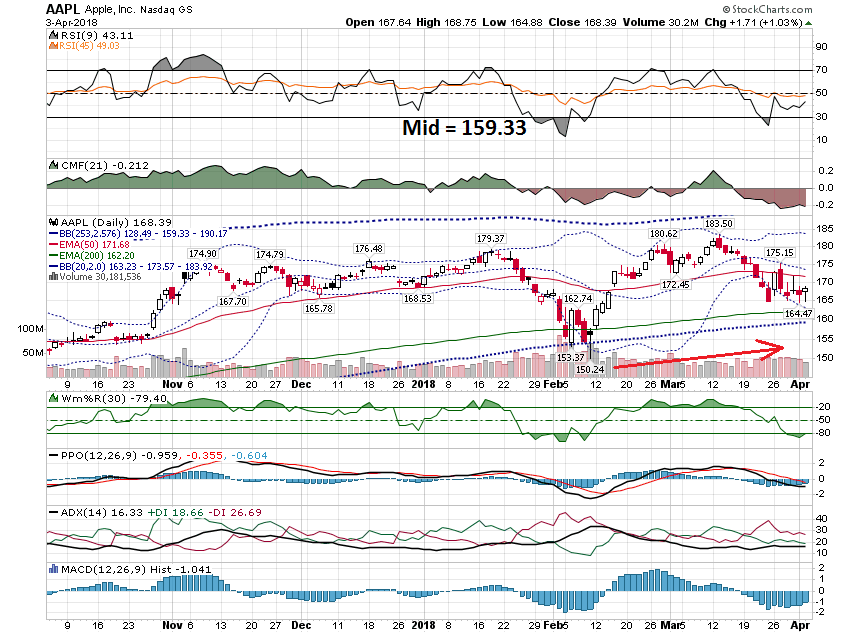 AAPL Apple, Inc. Nasdaq GS © StockCharts.com
3-Apr-2018 Open 167.64 High 168.75 Low 164.88 Close 168.39 Volume 30.2M Chg +1.71 (+1.03%)
RSI(9) 43.11
RSI(45) 49.03
90
70
50
30
10
Mid = 159.33
CMF(21) -0.212
0.2
0.0
-0.2
AAPL (Daily) 168.39
BB(253,2.576) 128.49 - 159.33 - 190.17
EMA(50) 171.68
EMA(200) 162.20
BB(20,2.0) 163.23 - 173.57 - 183.92
Volume 30,181,536
174.90
167.70
174.79
165.78
176.48
168.53
179.37
162.74
153.37
150.24
180.62
172.45
183.50
175.15
164.47
185
180
175
170
165
160
155
150
100M
50M
9 16 23 Nov 6 13 20 27 Dec 11 18 2018 8 16 22 29 Feb 5 12 20 26 Mar 5 12 19 26 Apr
Wm%R(30) -79.40
-20
-50
-80
PPO(12,26,9) -0.959, -0.355, -0.604
2
0
-2
ADX(14) 16.33 +DI 18.66 -DI 26.69
40
30
20
10
MACD(12,26,9) Hist -1.041
2
1
0
-1
-2
9 16 23 Nov 6 13 20 27 Dec 11 18 2018 8 16 22 29 Feb 5 12 20 26 Mar 5 12 19 26 Apr